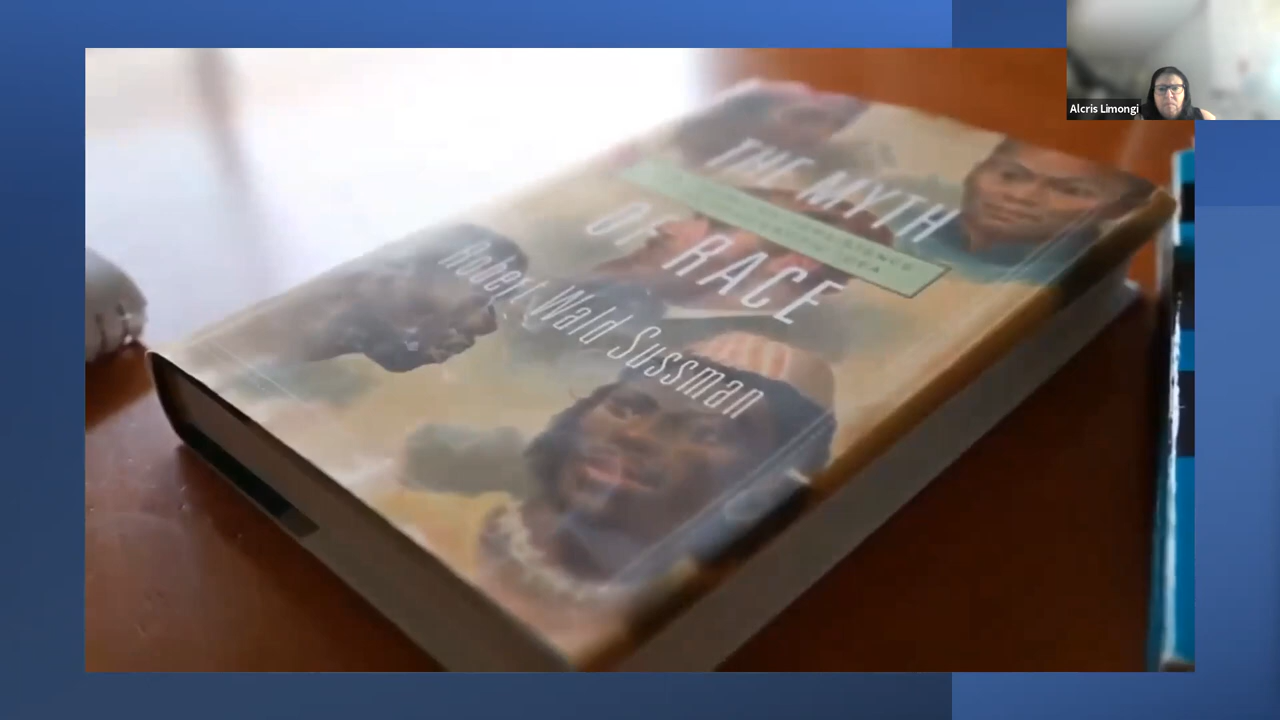 THE MYTH
OF RACE
Robert Wald Sussman
Alcris Limongi